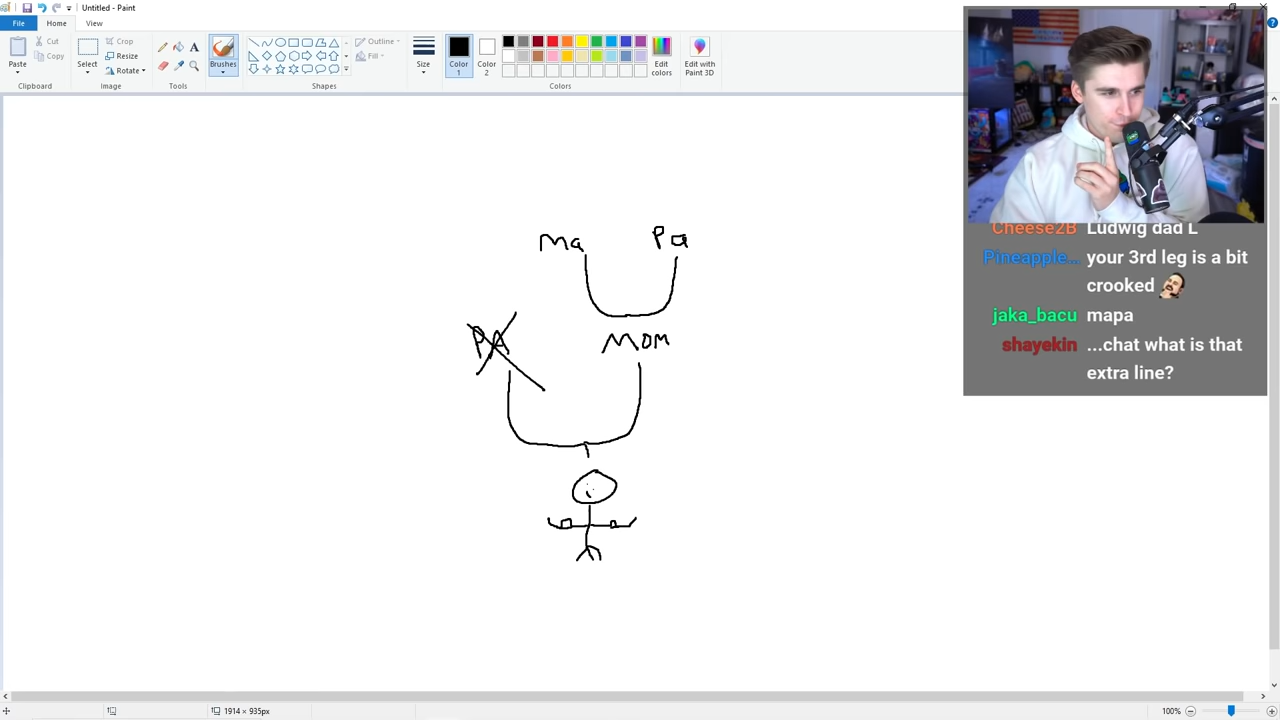 Untitled - Paint
File
Home
View
Paste
Cut
Copy
Clipboard
Select
Crop
Resize
Rotate
Image
Tools
Brushes
Outline
Fill
Shapes
Size
Color 1
Color 2
Edit colors
Colors
Edit with Paint 3D
Ma Pa
PA MOM
Cheese2B Ludwig dad L
Pineapple... your 3rd leg is a bit
crooked
jaka_bacu mapa
shayekin ...chat what is that
extra line?
1914 × 935px
100%